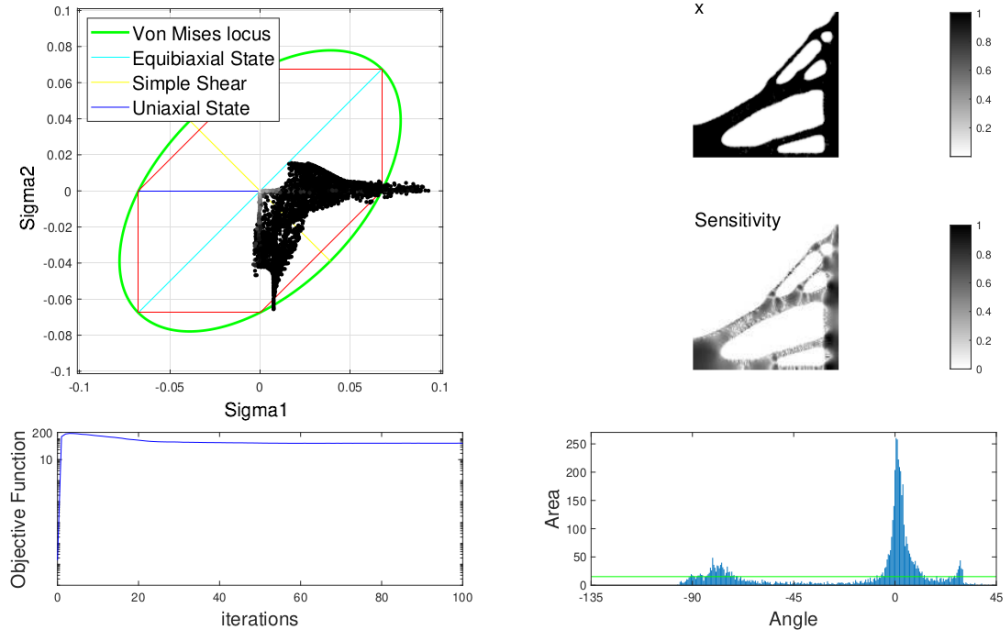 0.1
0.08
0.06
0.04
0.02
0
-0.02
-0.04
-0.06
-0.08
-0.1
Sigma2
Von Mises locus
Equibiaxial State
Simple Shear
Uniaxial State
-0.1 -0.05 0 0.05 0.1
Sigma1
x
1
0.8
0.6
0.4
0.2
Sensitivity
1
0.8
0.6
0.4
0.2
0
200
10
Objective Function
0 20 40 60 80 100
iterations
250
200
150
100
50
0
Area
-135 -90 -45 0 45
Angle